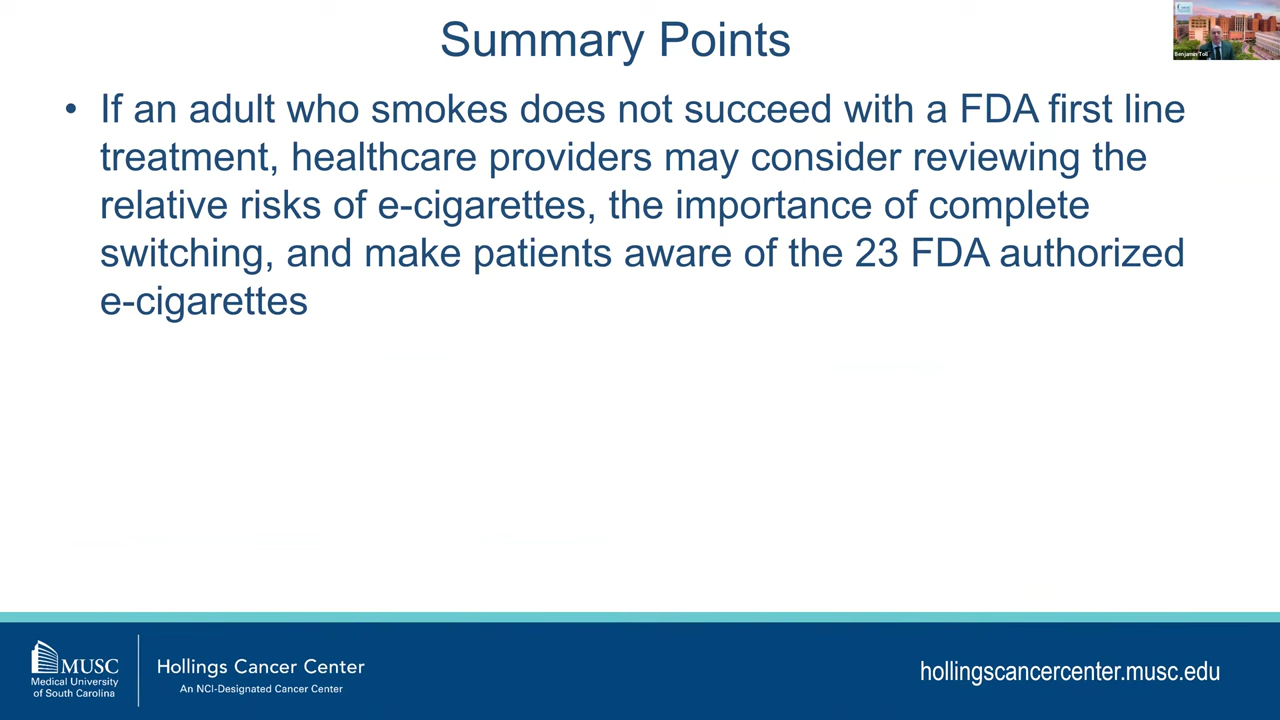 Summary Points
• If an adult who smokes does not succeed with a FDA first line
treatment, healthcare providers may consider reviewing the
relative risks of e-cigarettes, the importance of complete
switching, and make patients aware of the 23 FDA authorized
e-cigarettes
Benjamin Toll
MUSC
Medical University
of South Carolina
Hollings Cancer Center
An NCI-Designated Cancer Center
hollingscancercenter.musc.edu